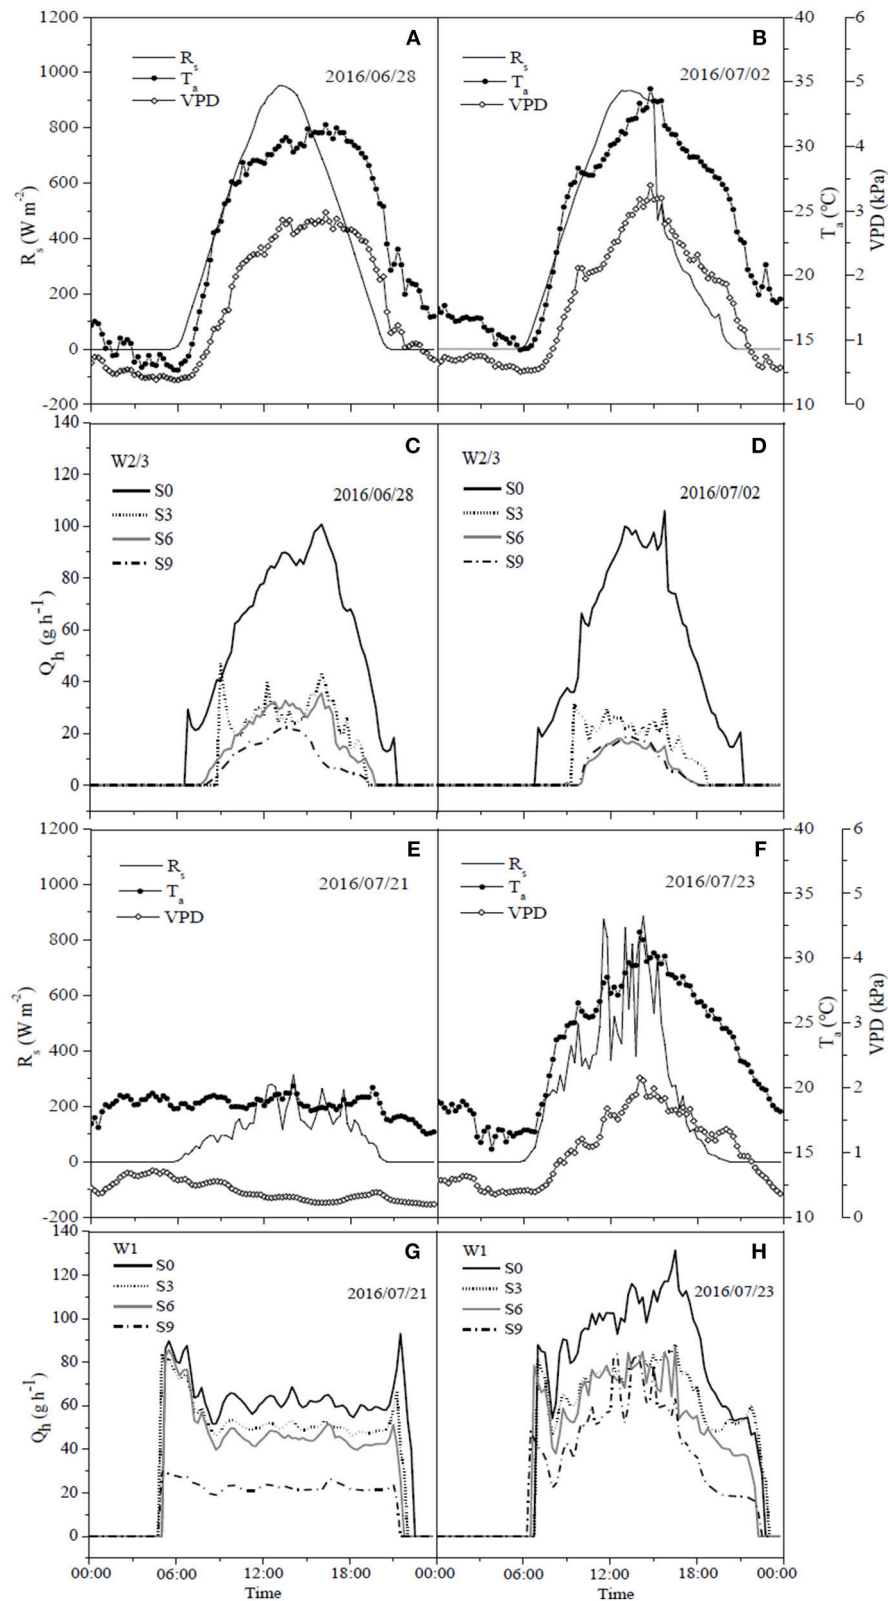 A
B
R_s
T_a
VPD
2016/06/28
R_s
T_a
VPD
2016/07/02
1200
1000
800
600
400
200
0
-200
R_s (W m^-2)
40
35
30
25
20
15
10
T_a (°C)
6
5
4
3
2
1
0
VPD (kPa)
C
D
W2/3
S0
S3
S6
S9
2016/06/28
W2/3
S0
S3
S6
S9
2016/07/02
140
120
100
80
60
40
20
0
Q_h (g h^-1)
E
F
R_s
T_a
VPD
2016/07/21
R_s
T_a
VPD
2016/07/23
1200
1000
800
600
400
200
0
-200
R_s (W m^-2)
40
35
30
25
20
15
10
T_a (°C)
6
5
4
3
2
1
0
VPD (kPa)
G
H
W1
S0
S3
S6
S9
2016/07/21
W1
S0
S3
S6
S9
2016/07/23
140
120
100
80
60
40
20
0
Q_h (g h^-1)
00:00 06:00 12:00 18:00 00:00 06:00 12:00 18:00 00:00
Time Time